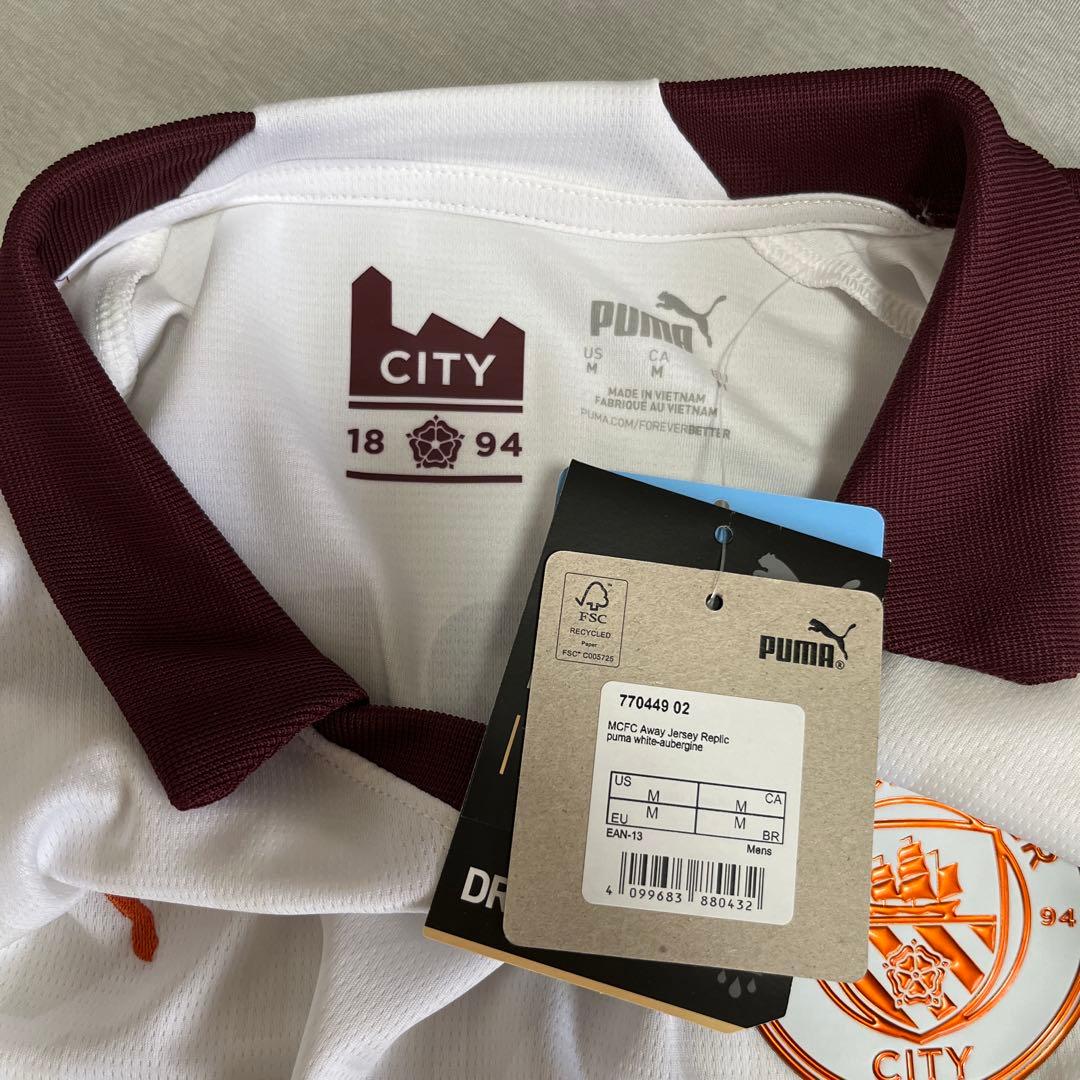 CITY
18 94
PUMA
US CA
M M
MADE IN VIETNAM
FABRIQUÉ AU VIETNAM
PUMA.COM/FOREVERBETTER
FSC
RECYCLED
Paper
FSC® C005725
PUMA®
770449 02
MCFC Away Jersey Replic
puma white-aubergine
US M M CA
EU M M BR
EAN-13 Mens
4 099683 880432
DR
94
CITY